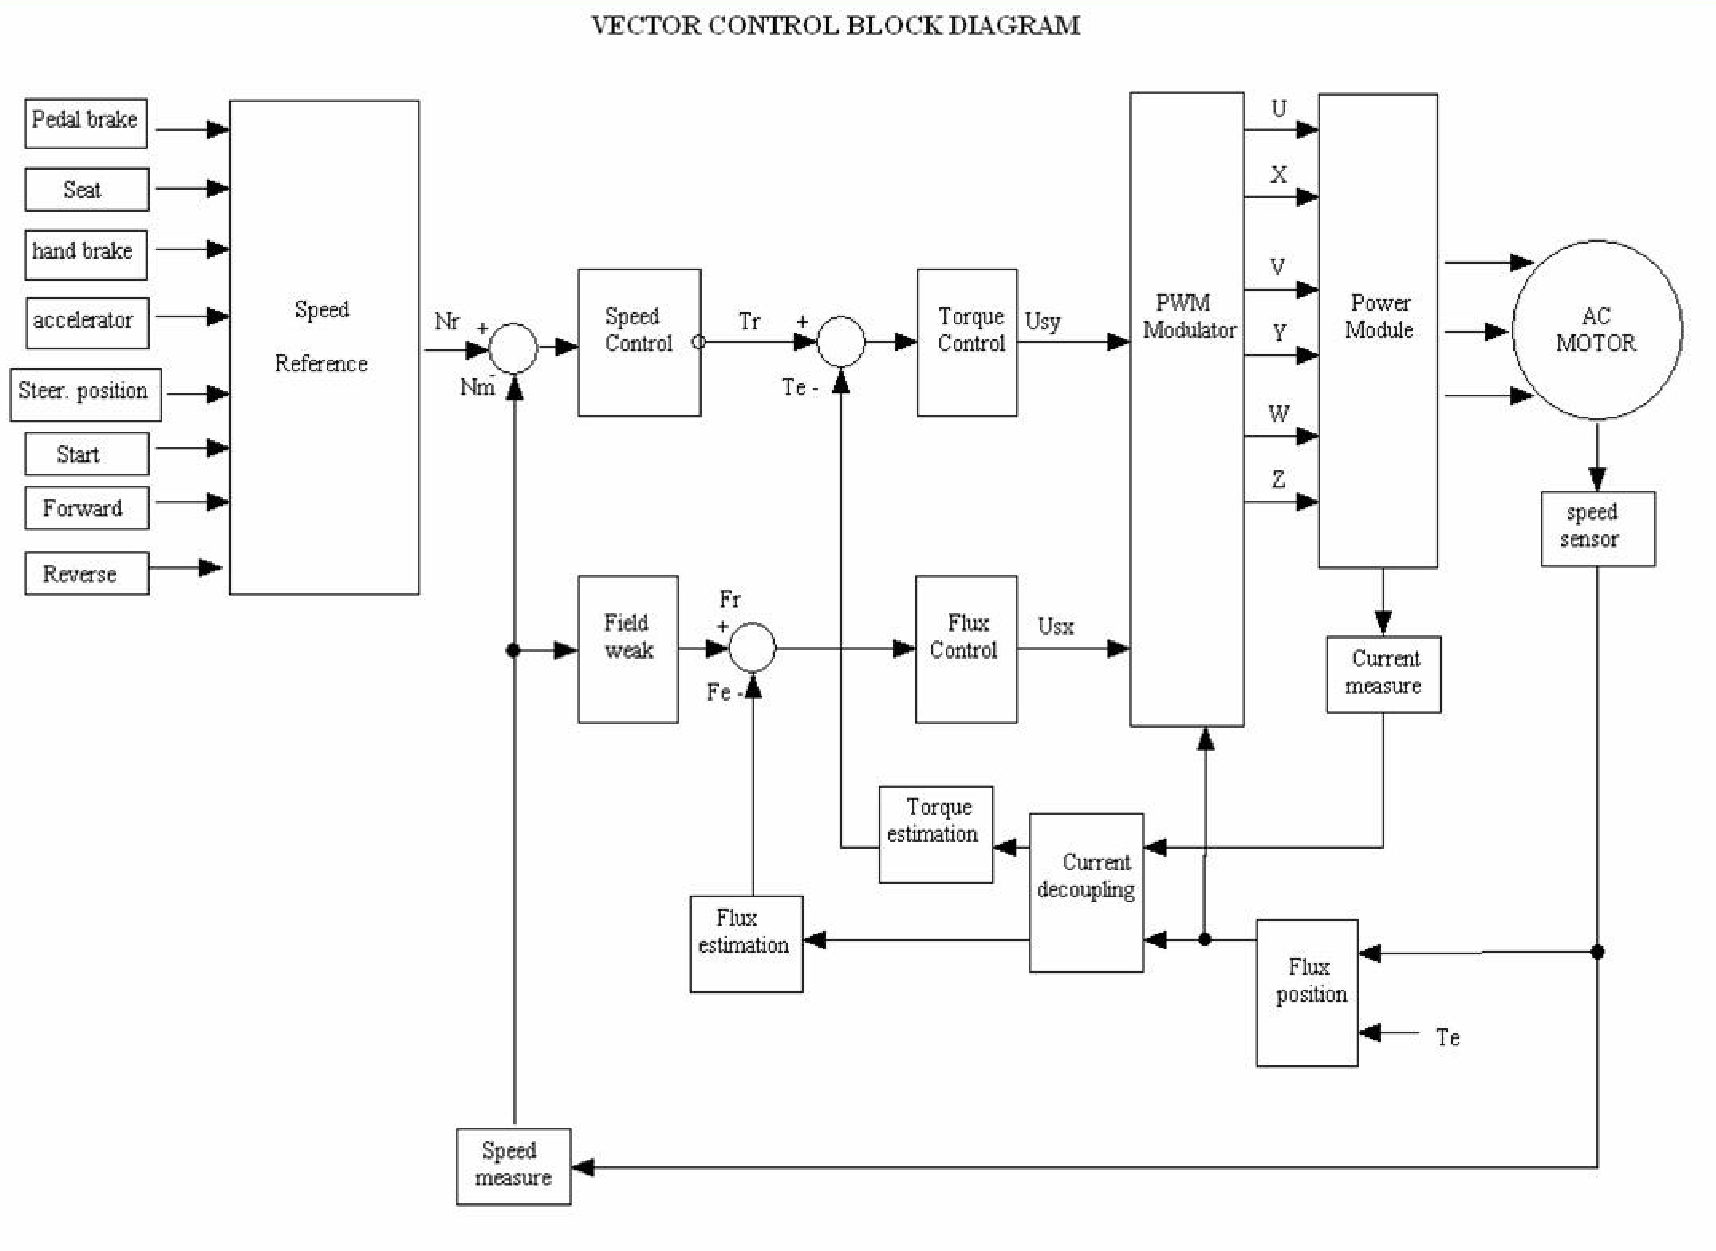 VECTOR CONTROL BLOCK DIAGRAM
Pedal brake
Seat
hand brake
accelerator
Steer. position
Start
Forward
Reverse
Speed
Reference
Nr
+
Nm
-
Speed
Control
Tr
+
Te -
Torque
Control
Usy
PWM
Modulator
U
X
V
Y
W
Z
Power
Module
AC
MOTOR
speed
sensor
Field
weak
Fr
+
Fe -
Flux
Control
Usx
Current
measure
Torque
estimation
Current
decoupling
Flux
estimation
Flux
position
Te
Speed
measure